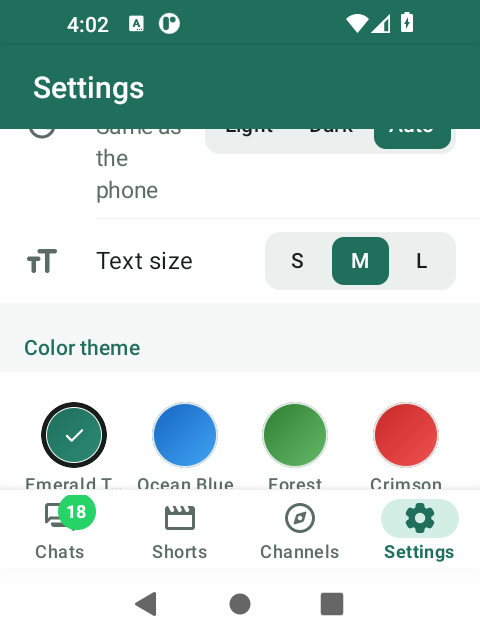 4:02
Settings
Same as
the
phone
Light Dark Auto
Text size
S M L
Color theme
Emerald T...
Ocean Blue
Forest
Crimson
18
Chats
Shorts
Channels
Settings